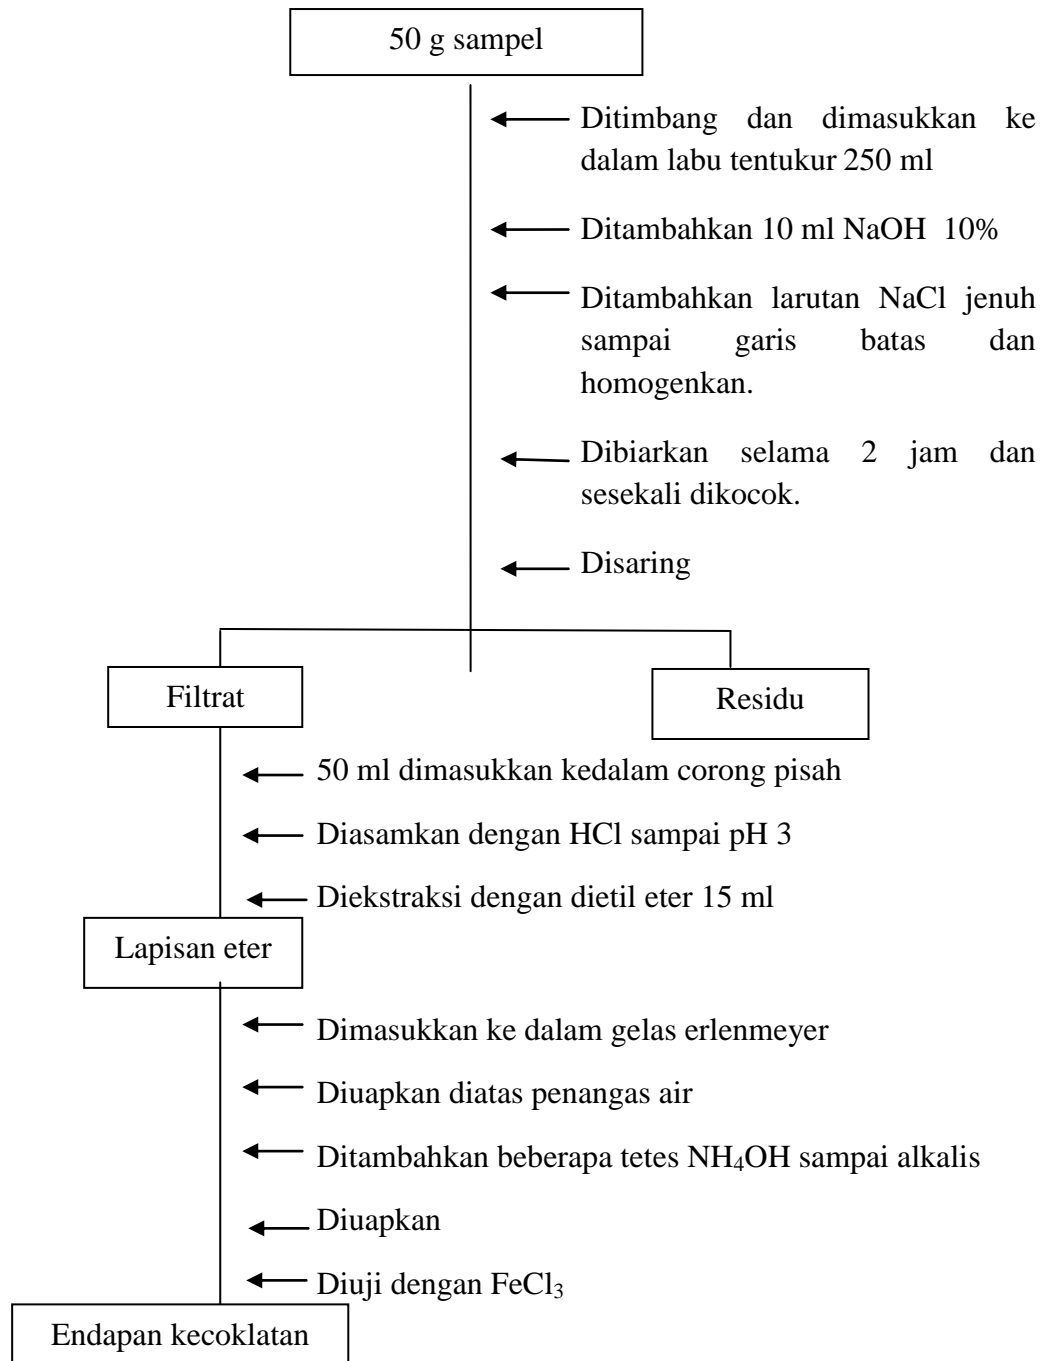 50 g sampel
Ditimbang dan dimasukkan ke
dalam labu tentukur 250 ml
Ditambahkan 10 ml NaOH 10%
Ditambahkan larutan NaCl jenuh
sampai garis batas dan
homogenkan.
Dibiarkan selama 2 jam dan
sesekali dikocok.
Disaring
Filtrat
Residu
50 ml dimasukkan kedalam corong pisah
Diasamkan dengan HCl sampai pH 3
Diekstraksi dengan dietil eter 15 ml
Lapisan eter
Dimasukkan ke dalam gelas erlenmeyer
Diuapkan diatas penangas air
Ditambahkan beberapa tetes NH₄OH sampai alkalis
Diuapkan
Diuji dengan FeCl₃
Endapan kecoklatan